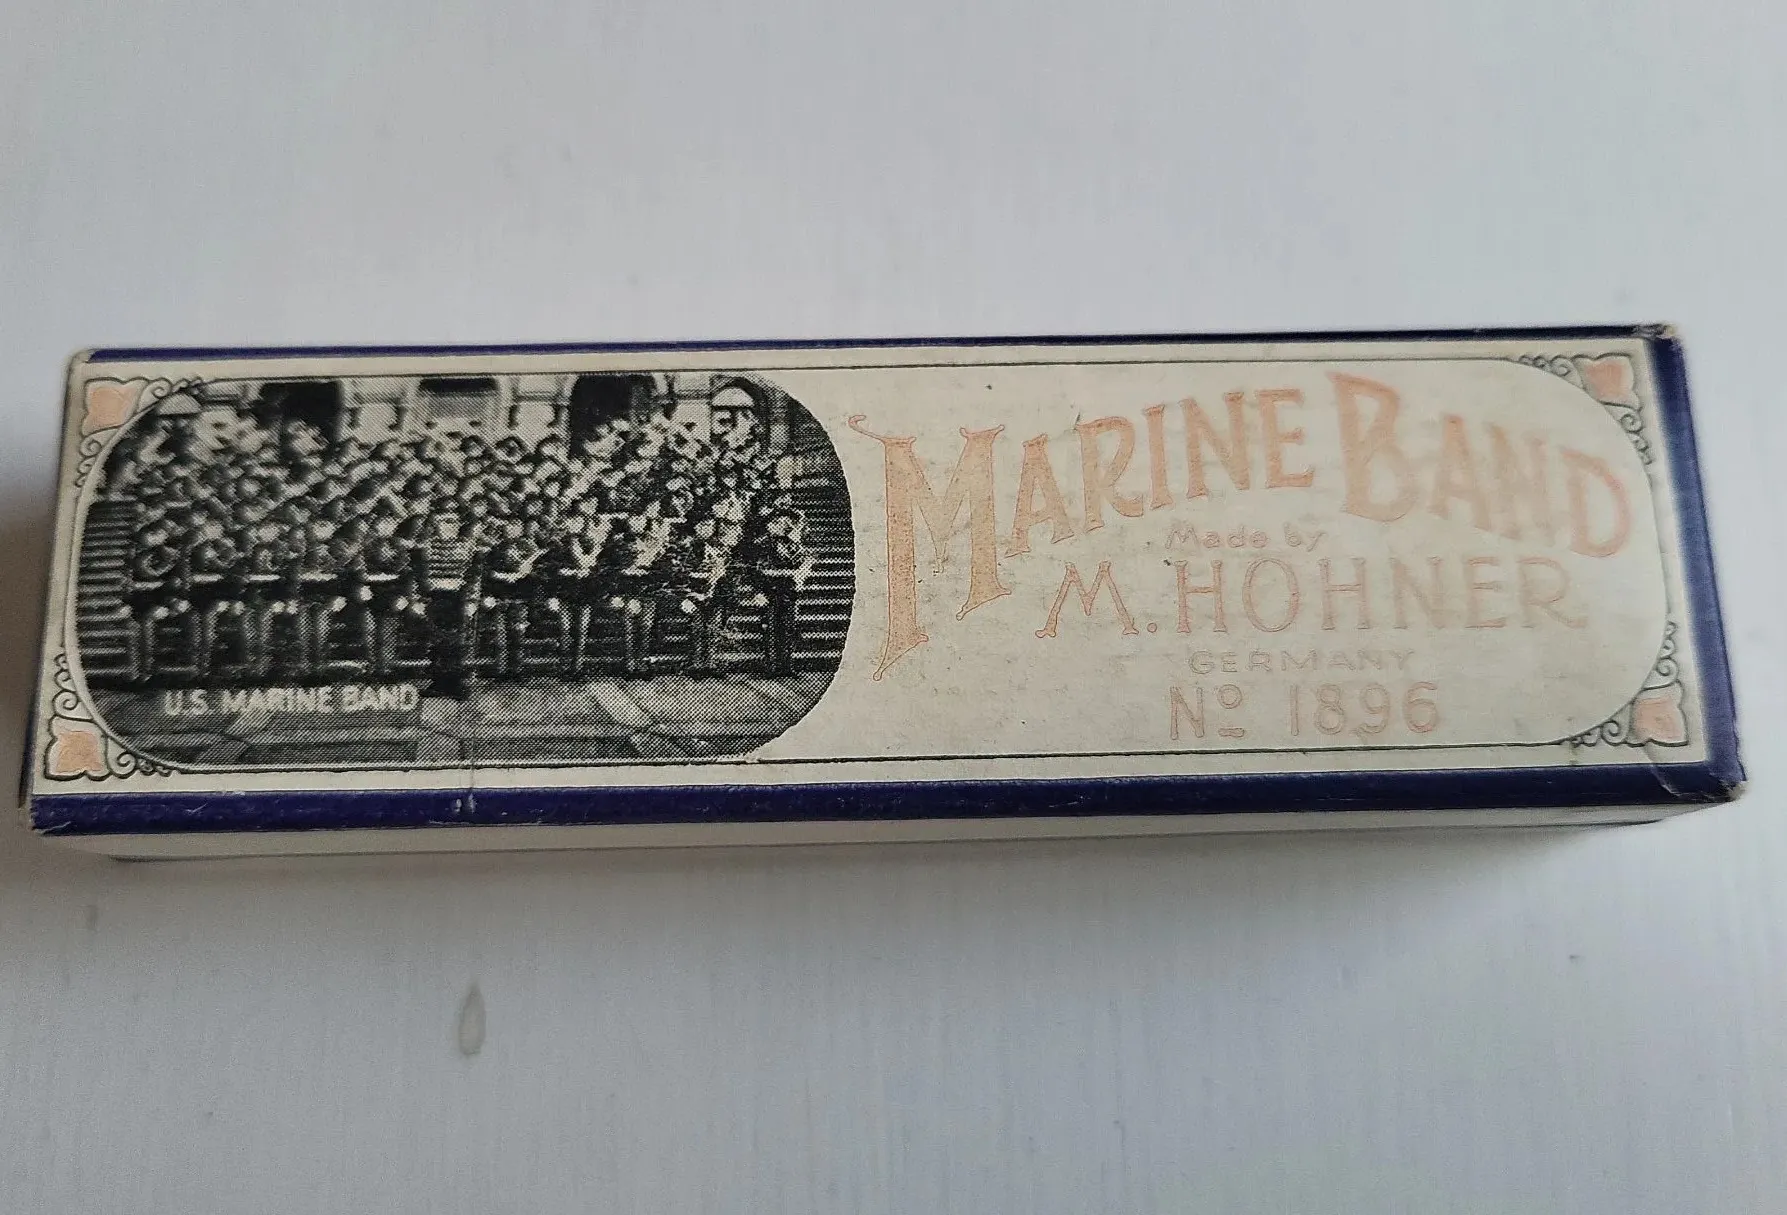 U.S. MARINE BAND
MARINE BAND
Made by
M. HOHNER
GERMANY
Nº 1896